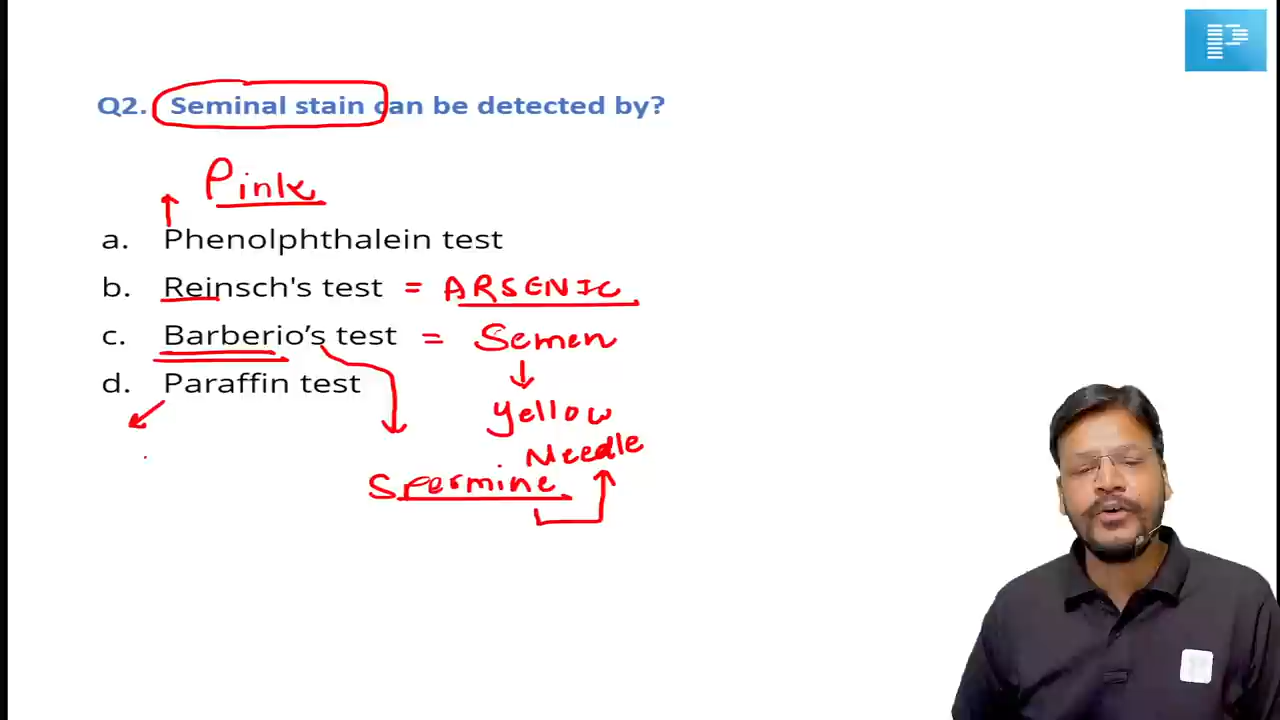 Q2. Seminal stain can be detected by?
Pink
a. Phenolphthalein test
b. Reinsch's test = ARSENIC
c. Barberio’s test = Semen
d. Paraffin test
Yellow
Needle
Spermine